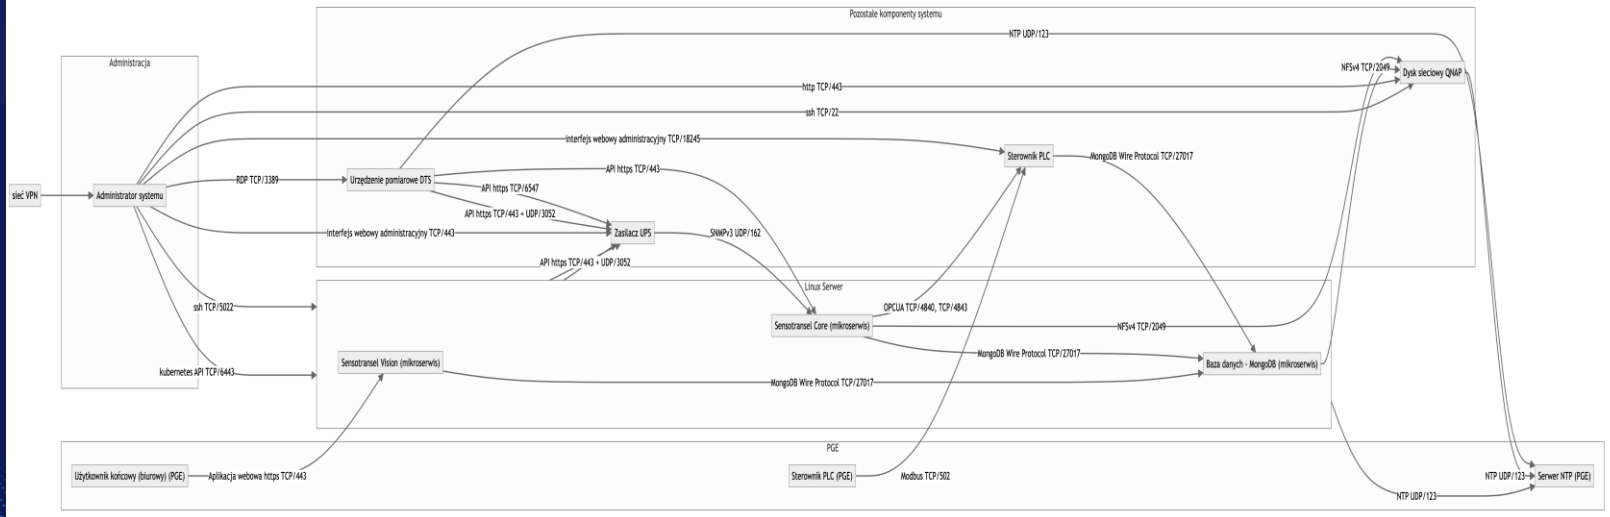 Pozostałe komponenty systemu
NTP UDP/123
Administracja
NFSv4 TCP/2049
Dysk sieciowy QNAP
http TCP/443
ssh TCP/22
interfejs webowy administracyjny TCP/18245
Sterownik PLC
MongoDB Wire Protocol TCP/27017
API https TCP/443
RDP TCP/3389
Urządzenie pomiarowe DTS
API https TCP/6547
sieć VPN
Administrator systemu
API https TCP/443 + UDP/3052
interfejs webowy administracyjny TCP/443
Zasilacz UPS
SNMPv3 UDP/162
API https TCP/443 + UDP/3052
Linux Serwer
ssh TCP/5022
OPCUA TCP/4840, TCP/4843
Sensotransel Core (mikroserwis)
NFSv4 TCP/2049
MongoDB Wire Protocol TCP/27017
Sensotransel Vision (mikroserwis)
Baza danych - MongoDB (mikroserwis)
kubernetes API TCP/6443
MongoDB Wire Protocol TCP/27017
PGE
Użytkownik końcowy (biurowy) (PGE)
Aplikacja webowa https TCP/443
Sterownik PLC (PGE)
Modbus TCP/502
NTP UDP/123
Serwer NTP (PGE)
NTP UDP/123